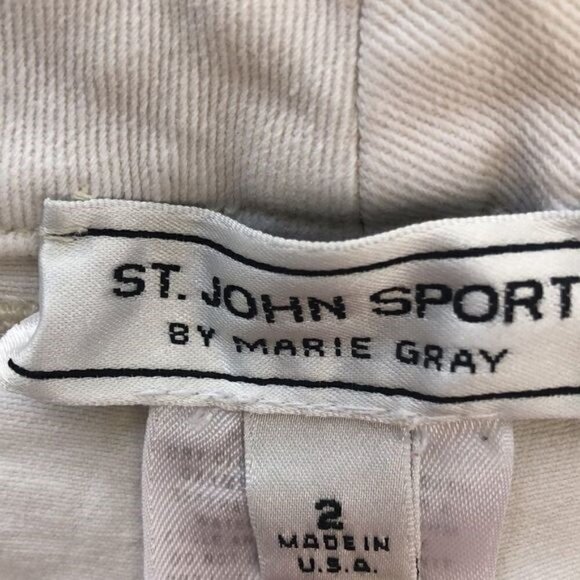 ST. JOHN SPORT
BY MARIE GRAY
2
MADE IN
U.S.A.